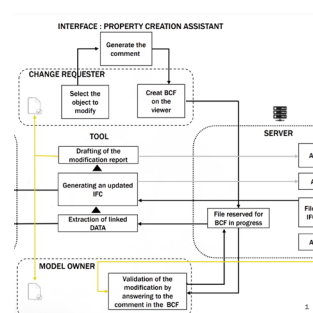 INTERFACE : PROPERTY CREATION ASSISTANT
Generate the
comment
CHANGE REQUESTER
Select the
object to
modify
Creat BCF
on the
viewer
SERVER
TOOL
Drafting of the
modification report
A
Generating an updated
IFC
A
Fil
IFC
Extraction of linked
DATA
File reserved for
BCF in progress
A
MODEL OWNER
Validation of the
modification by
answering to the
comment in the BCF
1